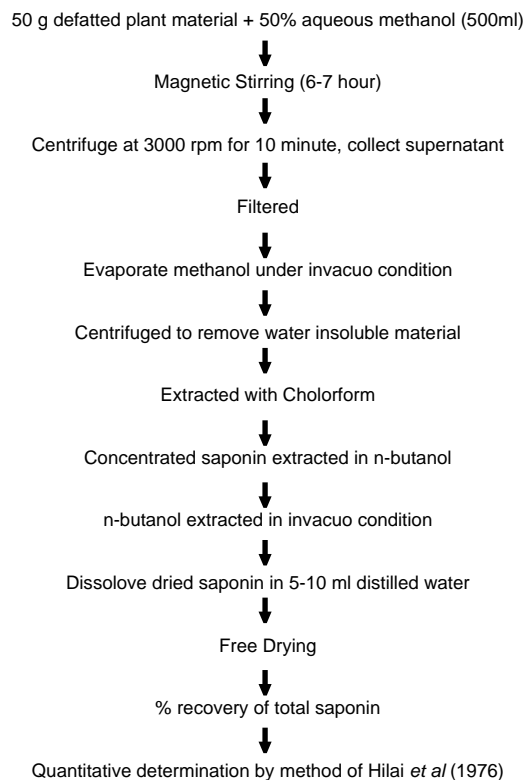 50 g defatted plant material + 50% aqueous methanol (500ml)
Magnetic Stirring (6-7 hour)
Centrifuge at 3000 rpm for 10 minute, collect supernatant
Filtered
Evaporate methanol under invacuo condition
Centrifuged to remove water insoluble material
Extracted with Cholorform
Concentrated saponin extracted in n-butanol
n-butanol extracted in invacuo condition
Dissolove dried saponin in 5-10 ml distilled water
Free Drying
% recovery of total saponin
Quantitative determination by method of Hilai et al (1976)